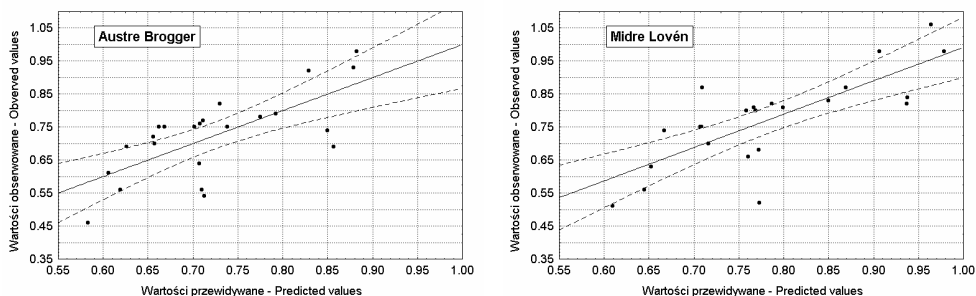 Austre Brogger
Wartości obserwowane - Obverved values
1.05
0.95
0.85
0.75
0.65
0.55
0.45
0.35
0.55 0.60 0.65 0.70 0.75 0.80 0.85 0.90 0.95 1.00
Wartości przewidywane - Predicted values
Midre Lovén
Wartości obserwowane - Observed values
1.05
0.95
0.85
0.75
0.65
0.55
0.45
0.35
0.55 0.60 0.65 0.70 0.75 0.80 0.85 0.90 0.95 1.00
Wartości przewidywane - Predicted values